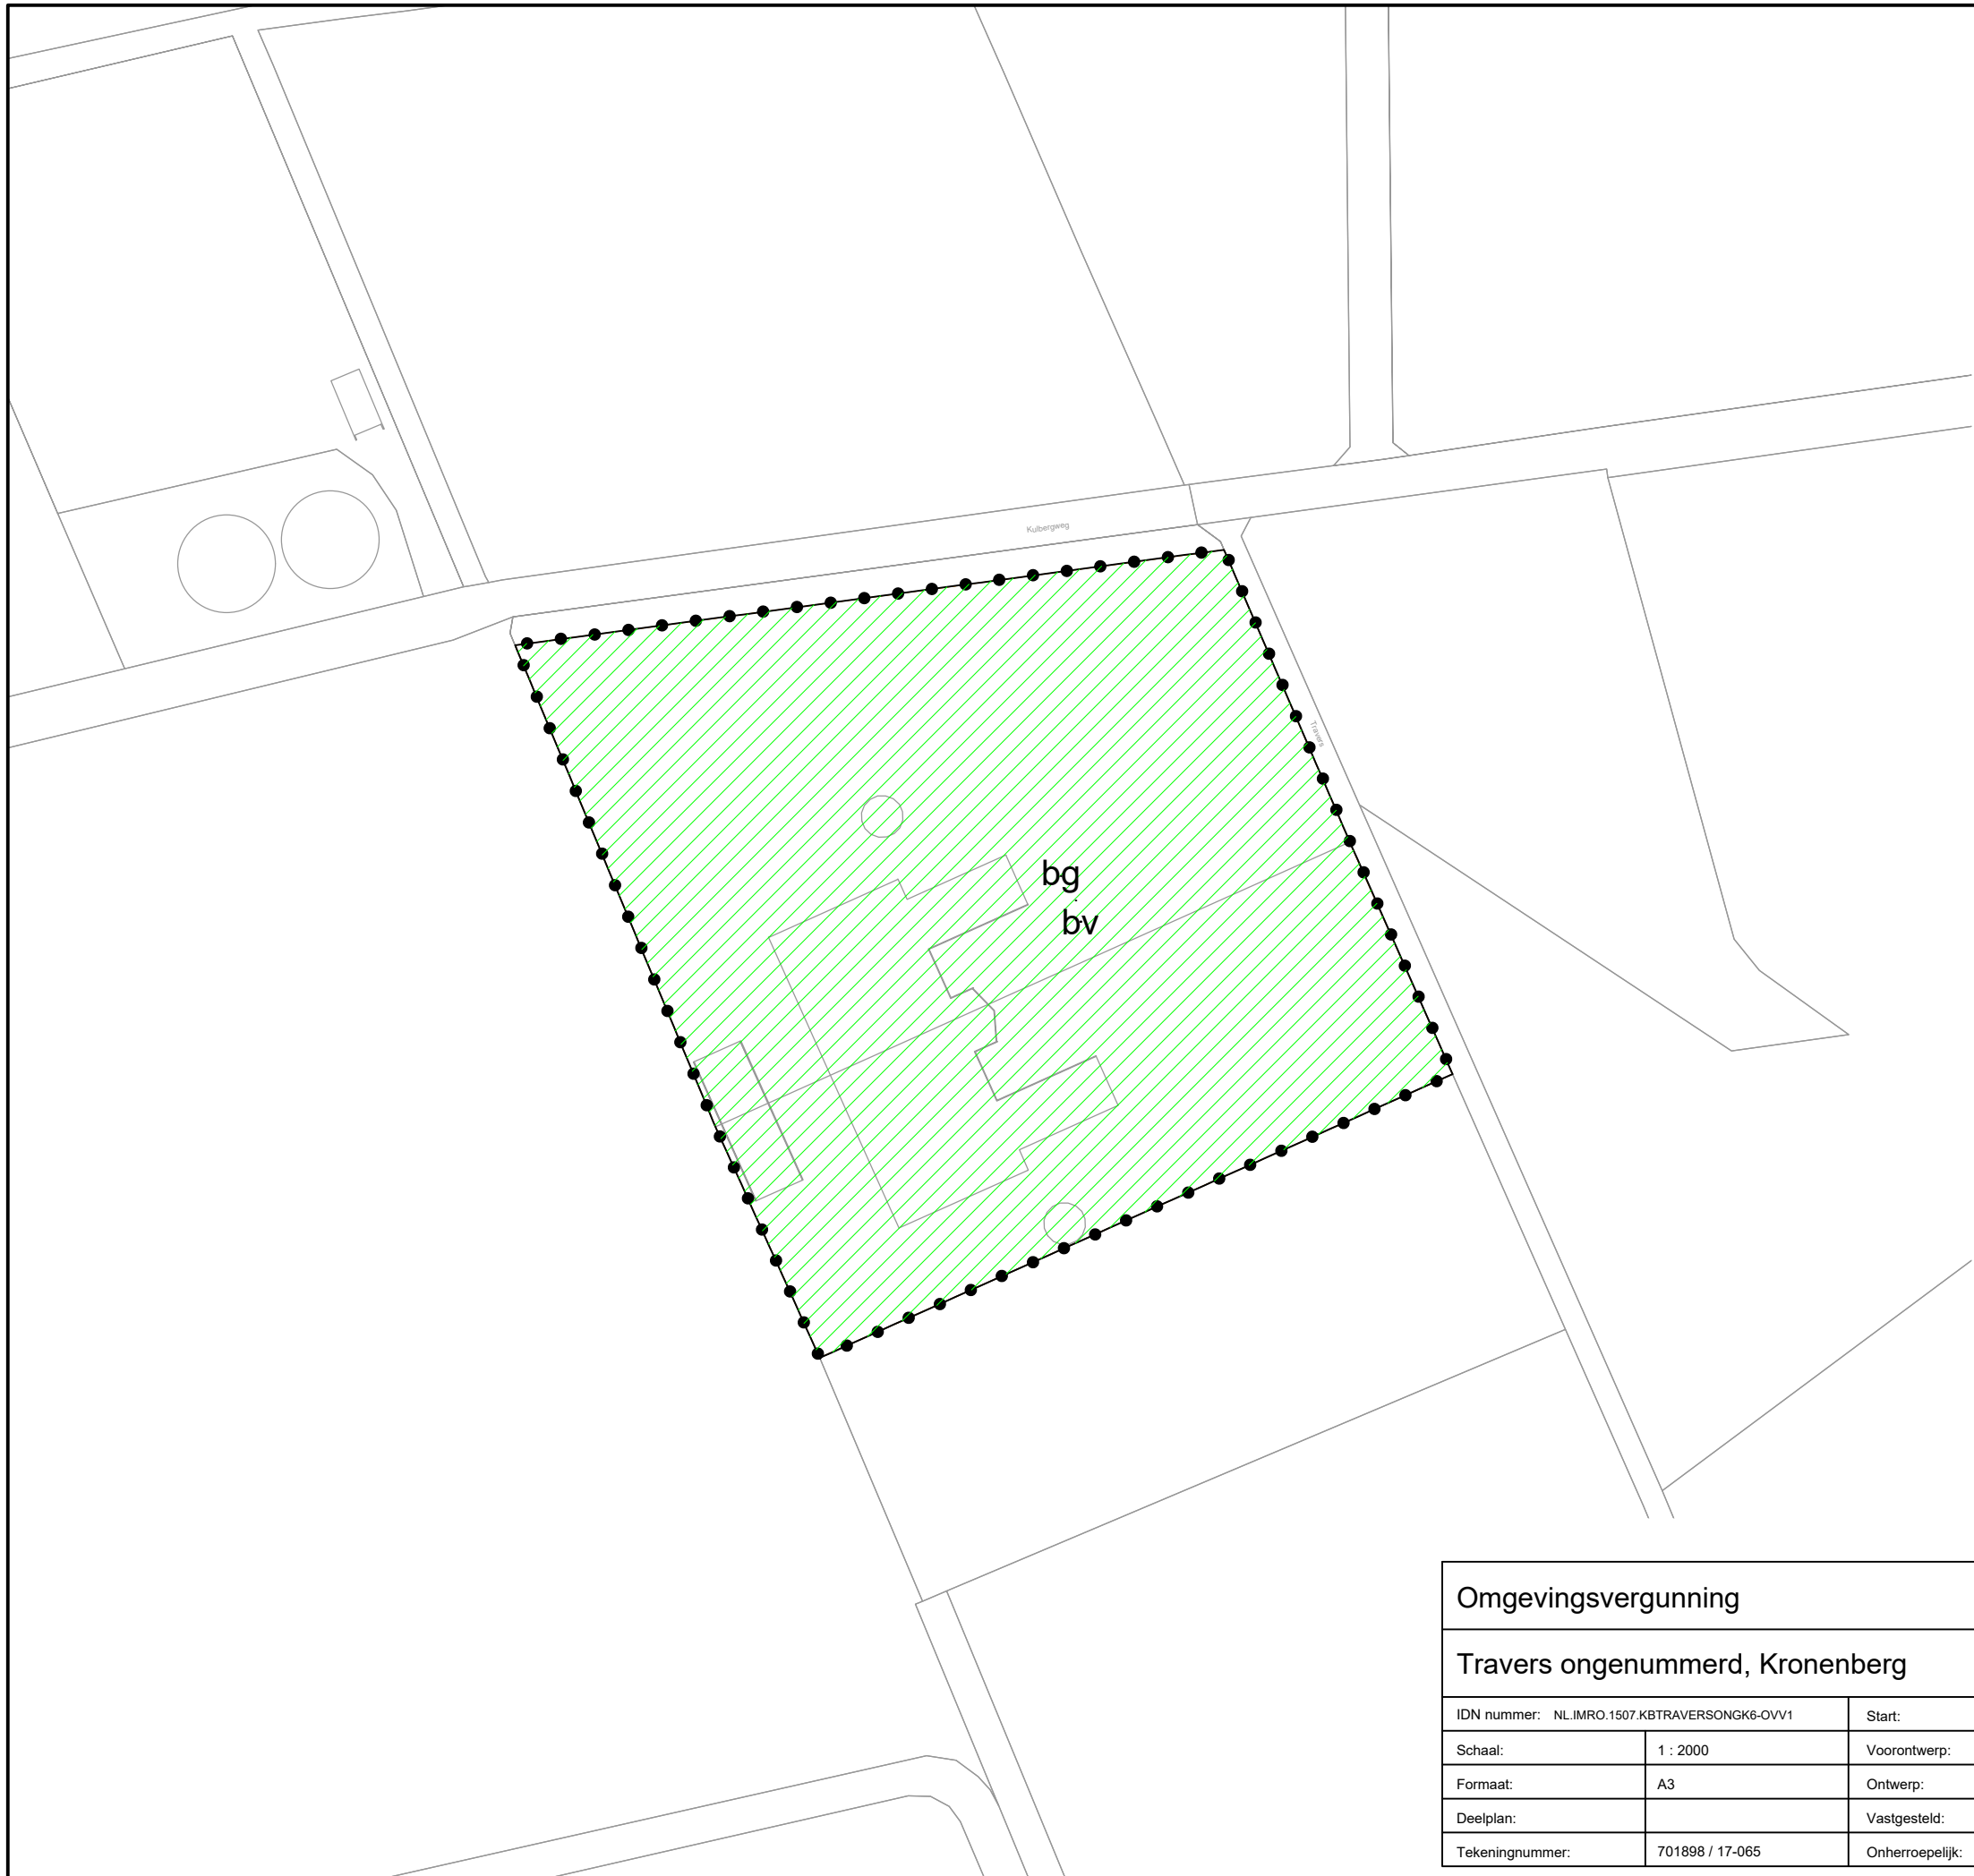 Kulbergweg
Travers
bg
bv
Omgevingsvergunning
Travers ongenummerd, Kronenberg
IDN nummer: NL.IMRO.1507.KBTRAVERSONGK6-OVV1 Start:
Schaal: 1 : 2000 Voorontwerp:
Formaat: A3 Ontwerp:
Deelplan: Vastgesteld:
Tekeningnummer: 701898 / 17-065 Onherroepelijk: